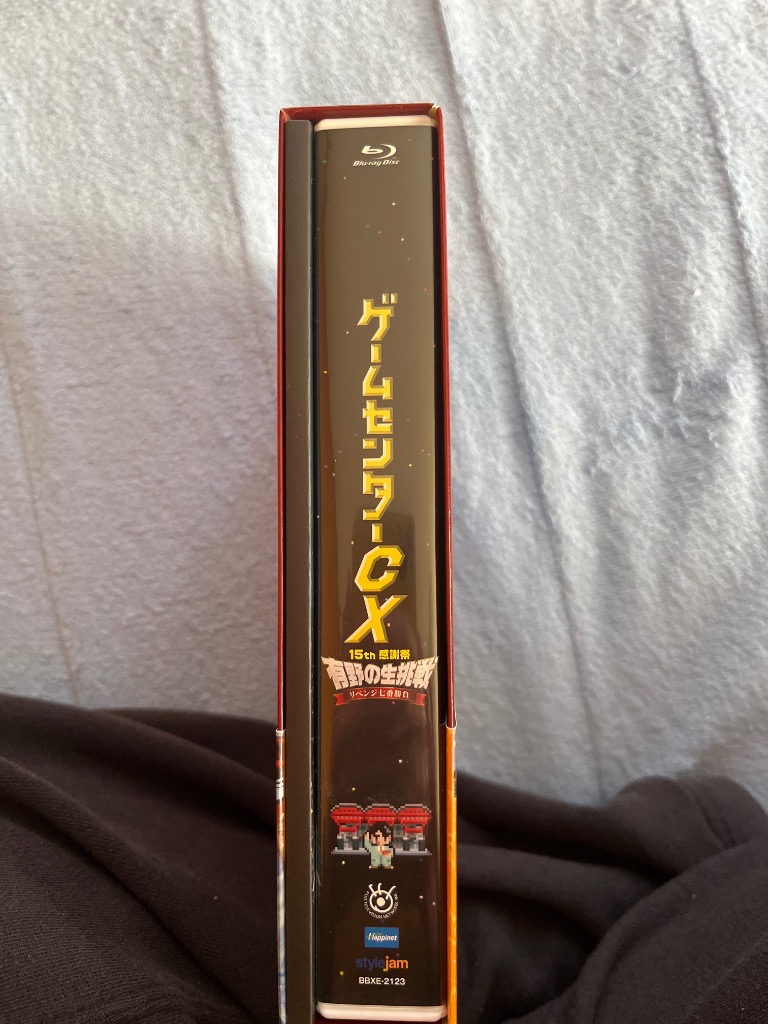 Blu-ray Disc
ゲームセンターCX
15th 感謝祭
有野の生挑戦
リベンジ七番勝負
Happinet
stylejam
BBXE-2123